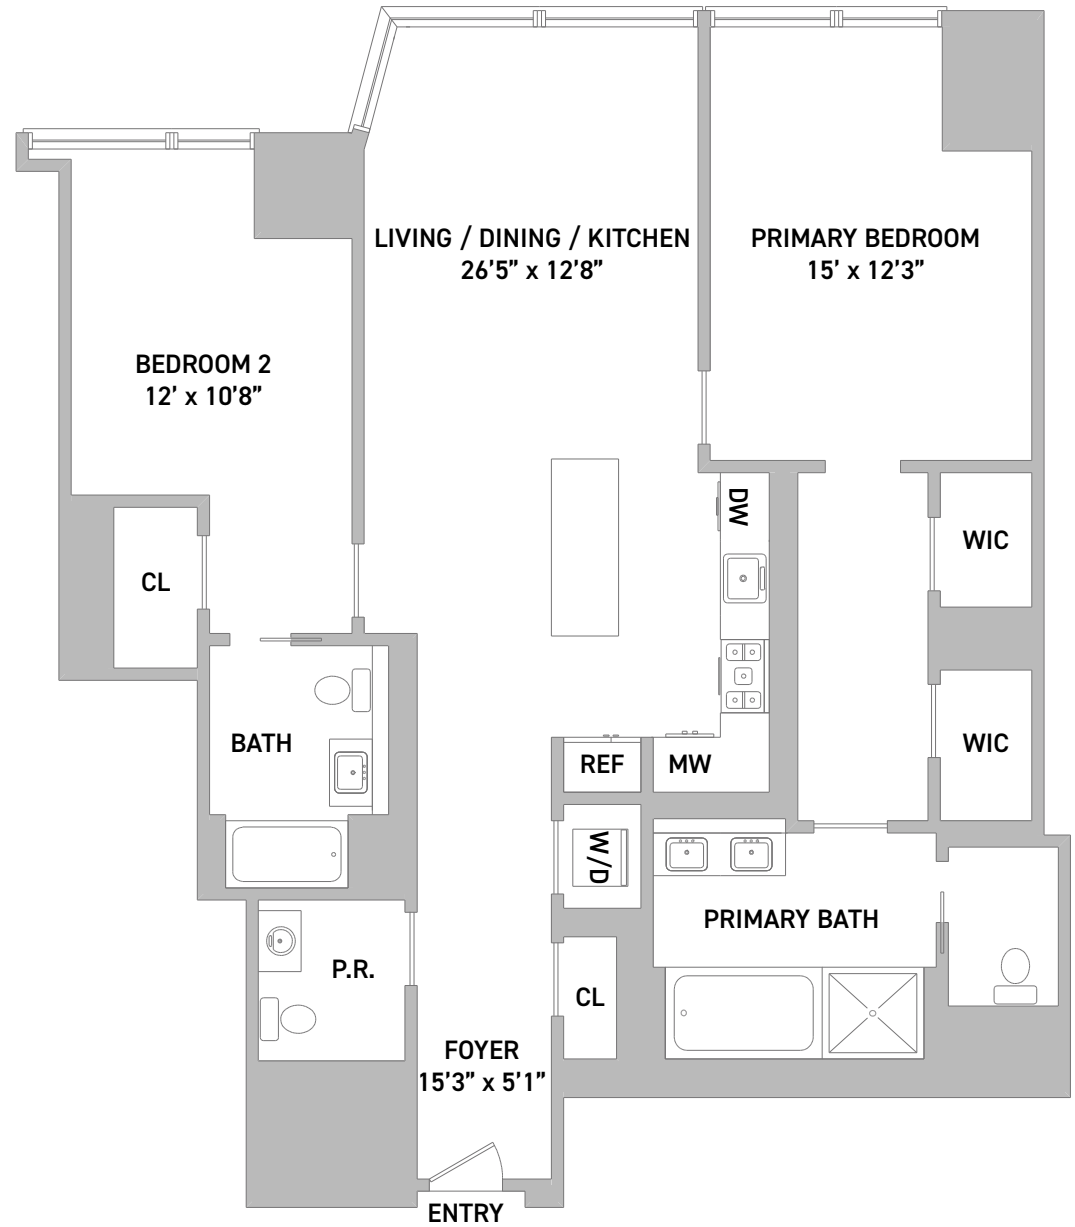 LIVING / DINING / KITCHEN
26'5" x 12'8"
PRIMARY BEDROOM
15' x 12'3"
BEDROOM 2
12' x 10'8"
DW
WIC
CL
BATH
REF
MW
WIC
W/D
PRIMARY BATH
P.R.
CL
FOYER
15'3" x 5'1"
ENTRY